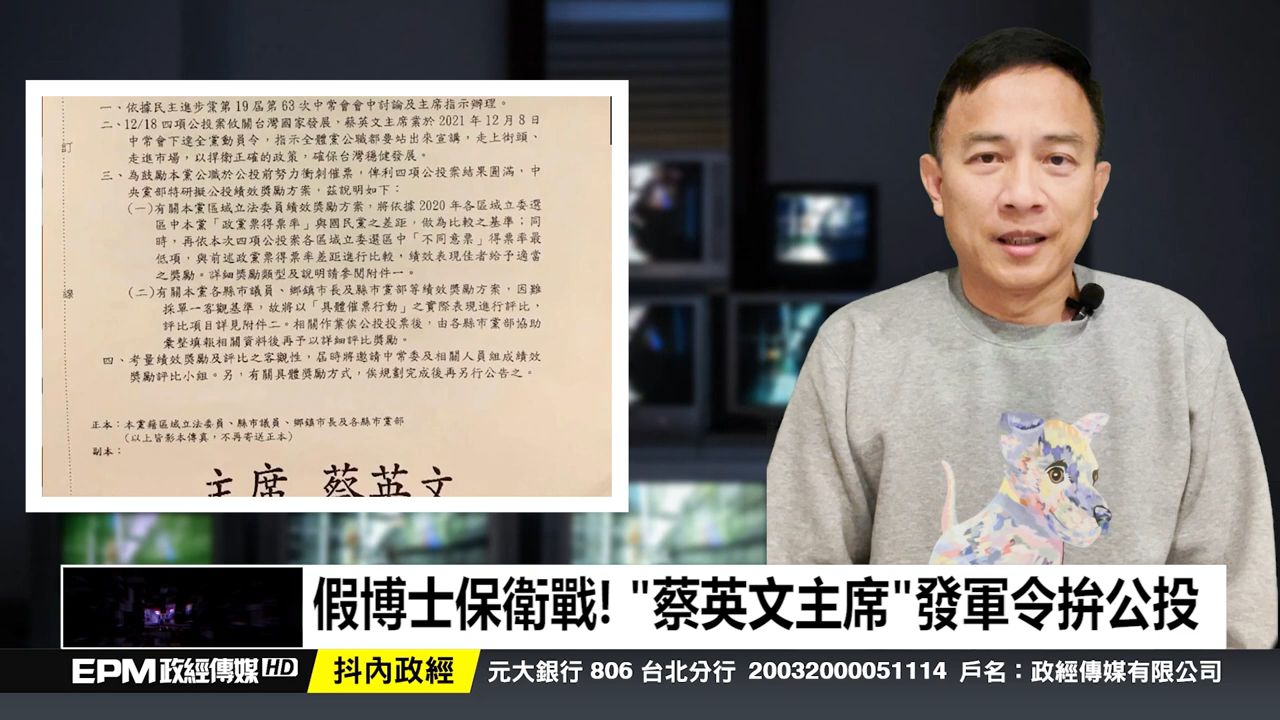 一、依據民主進步黨第19屆第63次中常會會中討論及主席指示辦理。
二、12/18四項公投案攸關台灣國家發展，蔡英文主席業於2021年12月8日
中常會下達全黨動員令，指示全體黨公職都要站出來宣講，走上街頭、
走進市場，以捍衛正確的政策，確保台灣穩健發展。
三、為鼓勵本黨公職於公投前努力衝刺催票，俾利四項公投案結果圓滿，中
央黨部特研擬公投績效獎勵方案，茲說明如下：
(一)有關本黨區域立法委員績效獎勵方案，將依據2020年各區域立委選
區中本黨「政黨票得票率」與國民黨之差距，做為比較之基準；同
時，再依本次四項公投案各區域立委選區中「不同意票」得票率最
低項，與前述政黨票得票率差距進行比較，績效表現佳者給予適當
之獎勵。詳細獎勵類型及說明請參閱附件一。
(二)有關本黨各縣市議員、鄉鎮市長及縣市黨部等績效獎勵方案，因難
採單一客觀基準，故將以「具體催票行動」之實際表現進行評比，
評比項目詳見附件二。相關作業俟公投投票後，由各縣市黨部協助
彙整填報相關資料後再予以詳細評比獎勵。
四、考量績效獎勵及評比之客觀性，屆時將邀請中常委及相關人員組成績效
獎勵評比小組。另，有關具體獎勵方式，俟規劃完成後再另行公告之。
訂
線
正本：本黨籍區域立法委員、縣市議員、鄉鎮市長及各縣市黨部
(以上皆影本傳真，不再寄送正本)
副本：
主席 蔡英文
假博士保衛戰! "蔡英文主席"發軍令拚公投
EPM政經傳媒HD
抖內政經
元大銀行 806 台北分行 20032000051114 戶名：政經傳媒有限公司